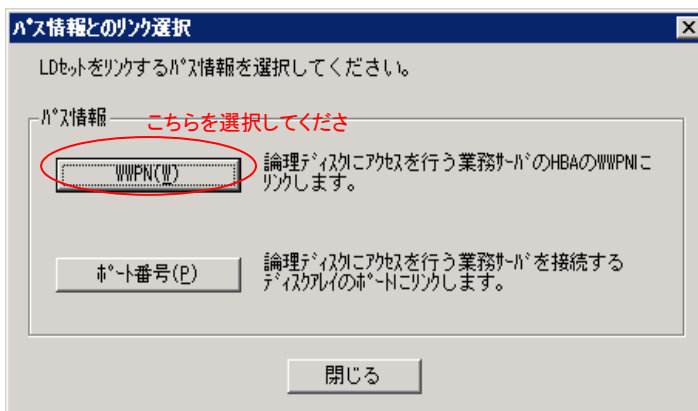 パス情報とのリンク選択
LDセットをリンクするパス情報を選択してください。
パス情報
こちらを選択してくださ
WWPN(W)
論理ディスクにアクセスを行う業務サーバのHBAのWWPNに
リンクします。
ポート番号(P)
論理ディスクにアクセスを行う業務サーバを接続する
ディスクアレイのポートにリンクします。
閉じる